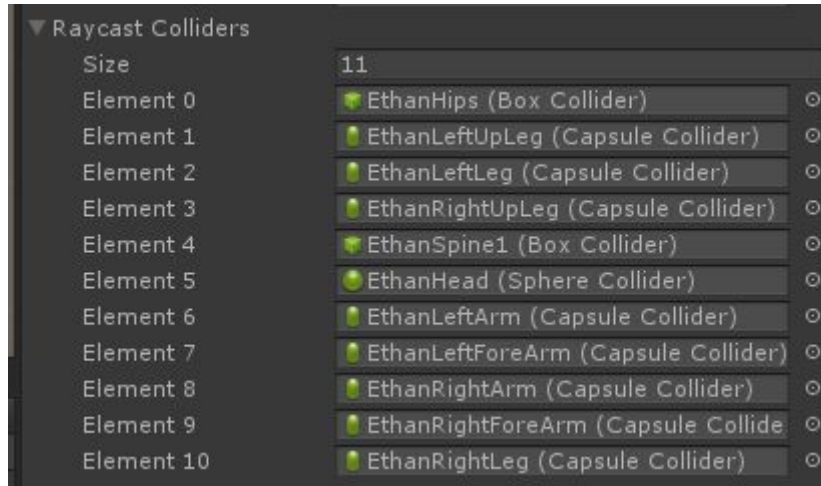 Raycast Colliders
Size 11
Element 0 EthanHips (Box Collider)
Element 1 EthanLeftUpLeg (Capsule Collider)
Element 2 EthanLeftLeg (Capsule Collider)
Element 3 EthanRightUpLeg (Capsule Collider)
Element 4 EthanSpine1 (Box Collider)
Element 5 EthanHead (Sphere Collider)
Element 6 EthanLeftArm (Capsule Collider)
Element 7 EthanLeftForeArm (Capsule Collider)
Element 8 EthanRightArm (Capsule Collider)
Element 9 EthanRightForeArm (Capsule Collide
Element 10 EthanRightLeg (Capsule Collider)